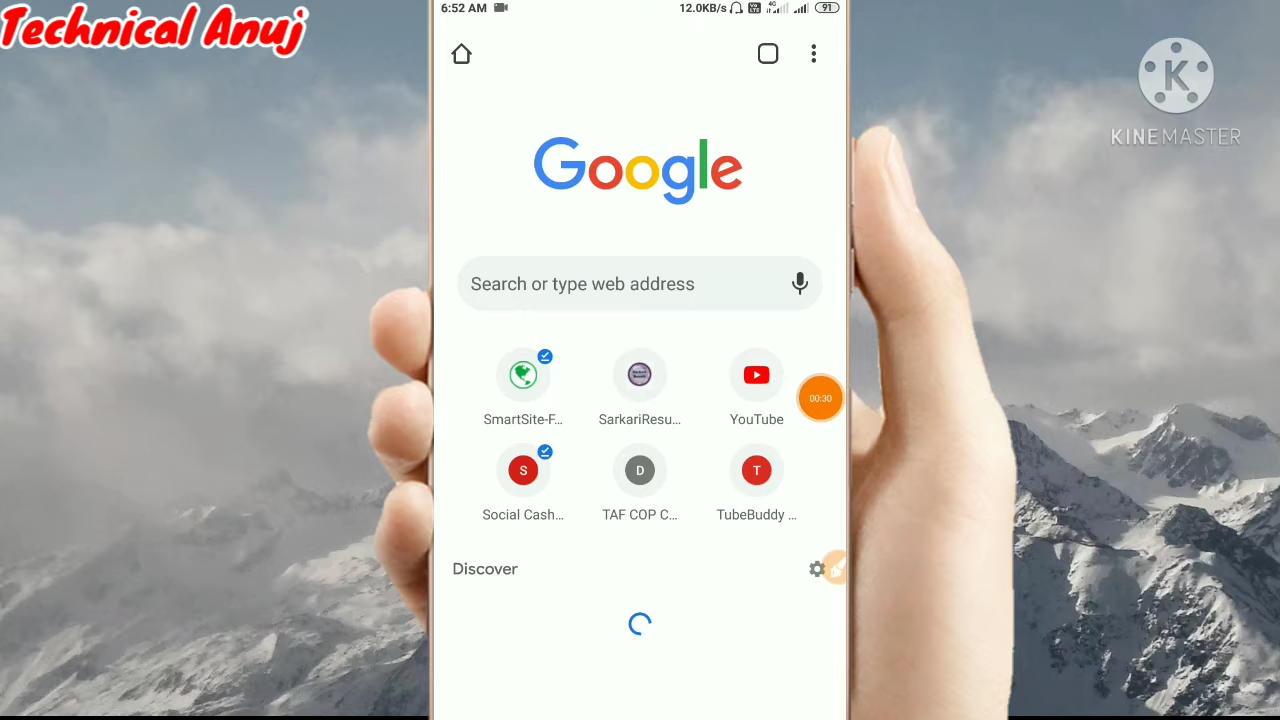 Technical Anuj
6:52 AM
12.0KB/s
4G
91
KINEMASTER
Google
Search or type web address
SmartSite-F...
SarkariResu...
YouTube
00:30
S
D
T
Social Cash...
TAF COP C...
TubeBuddy ...
Discover